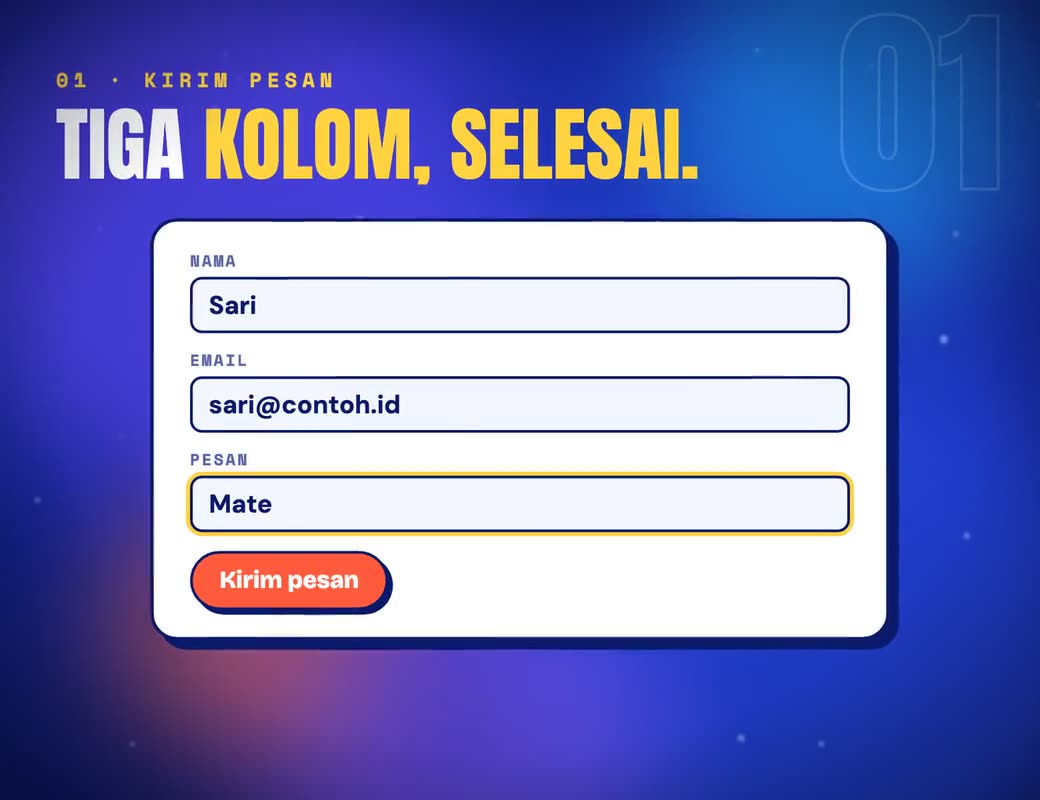 01
01 · KIRIM PESAN
TIGA KOLOM, SELESAI.
NAMA
Sari
EMAIL
sari@contoh.id
PESAN
Mate
Kirim pesan